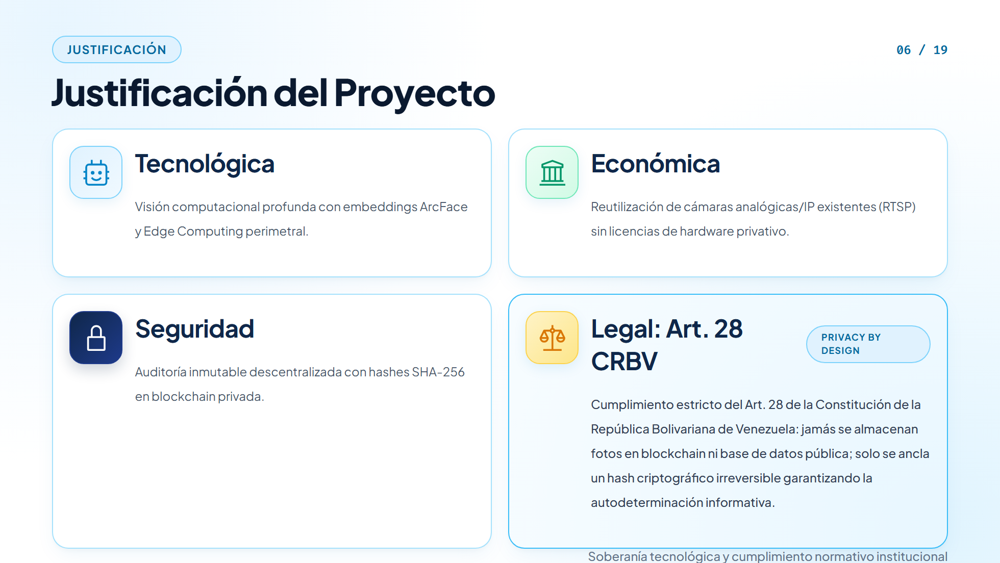 JUSTIFICACIÓN
06 / 19
Justificación del Proyecto
Tecnológica
Visión computacional profunda con embeddings ArcFace
y Edge Computing perimetral.
Económica
Reutilización de cámaras analógicas/IP existentes (RTSP)
sin licencias de hardware privativo.
Seguridad
Auditoría inmutable descentralizada con hashes SHA-256
en blockchain privada.
Legal: Art. 28
CRBV
PRIVACY BY
DESIGN
Cumplimiento estricto del Art. 28 de la Constitución de la
República Bolivariana de Venezuela: jamás se almacenan
fotos en blockchain ni base de datos pública; solo se ancla
un hash criptográfico irreversible garantizando la
autodeterminación informativa.
Soberanía tecnológica y cumplimiento normativo institucional